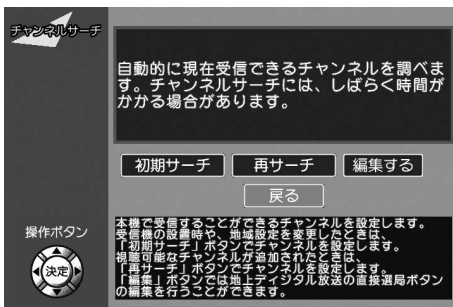 チャンネルサーチ
自動的に現在受信できるチャンネルを調べま
す。チャンネルサーチには、しばらく時間が
かかる場合があります。
初期サーチ 再サーチ 編集する
戻る
操作ボタン
決定
本機で受信することができるチャンネルを設定します。
受信機の設置時や、地域設定を変更したときは、
「初期サーチ」ボタンでチャンネルを設定します。
視聴可能なチャンネルが追加されたときは、
「再サーチ」ボタンでチャンネルを設定します。
「編集」ボタンでは地上ディジタル放送の直接選局ボタン
の編集を行うことができます。